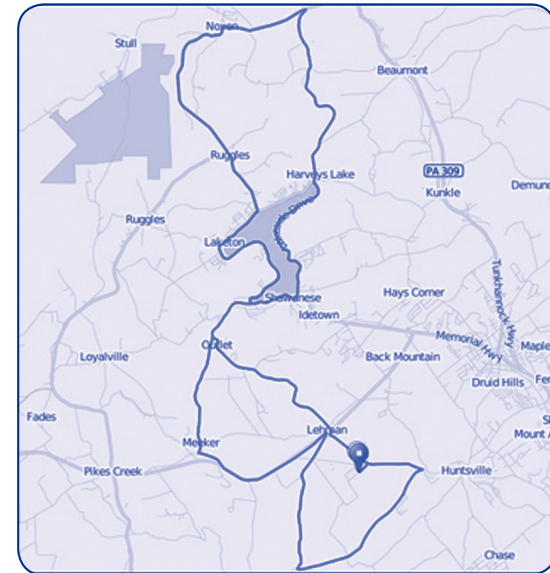 Noxen
Stull
Beaumont
Ruggles
Harveys Lake
PA 309
Kunkle
Demund
Ruggles
Laketon
Tunkhannock Hwy
Hays Corner
Shawanese
Idetown
Memorial Hwy
Outlet
Maple
Loyalville
Back Mountain
Druid Hills
Fe
Fades
Mount A
Lehman
Meeker
Pikes Creek
Huntsville
Chase